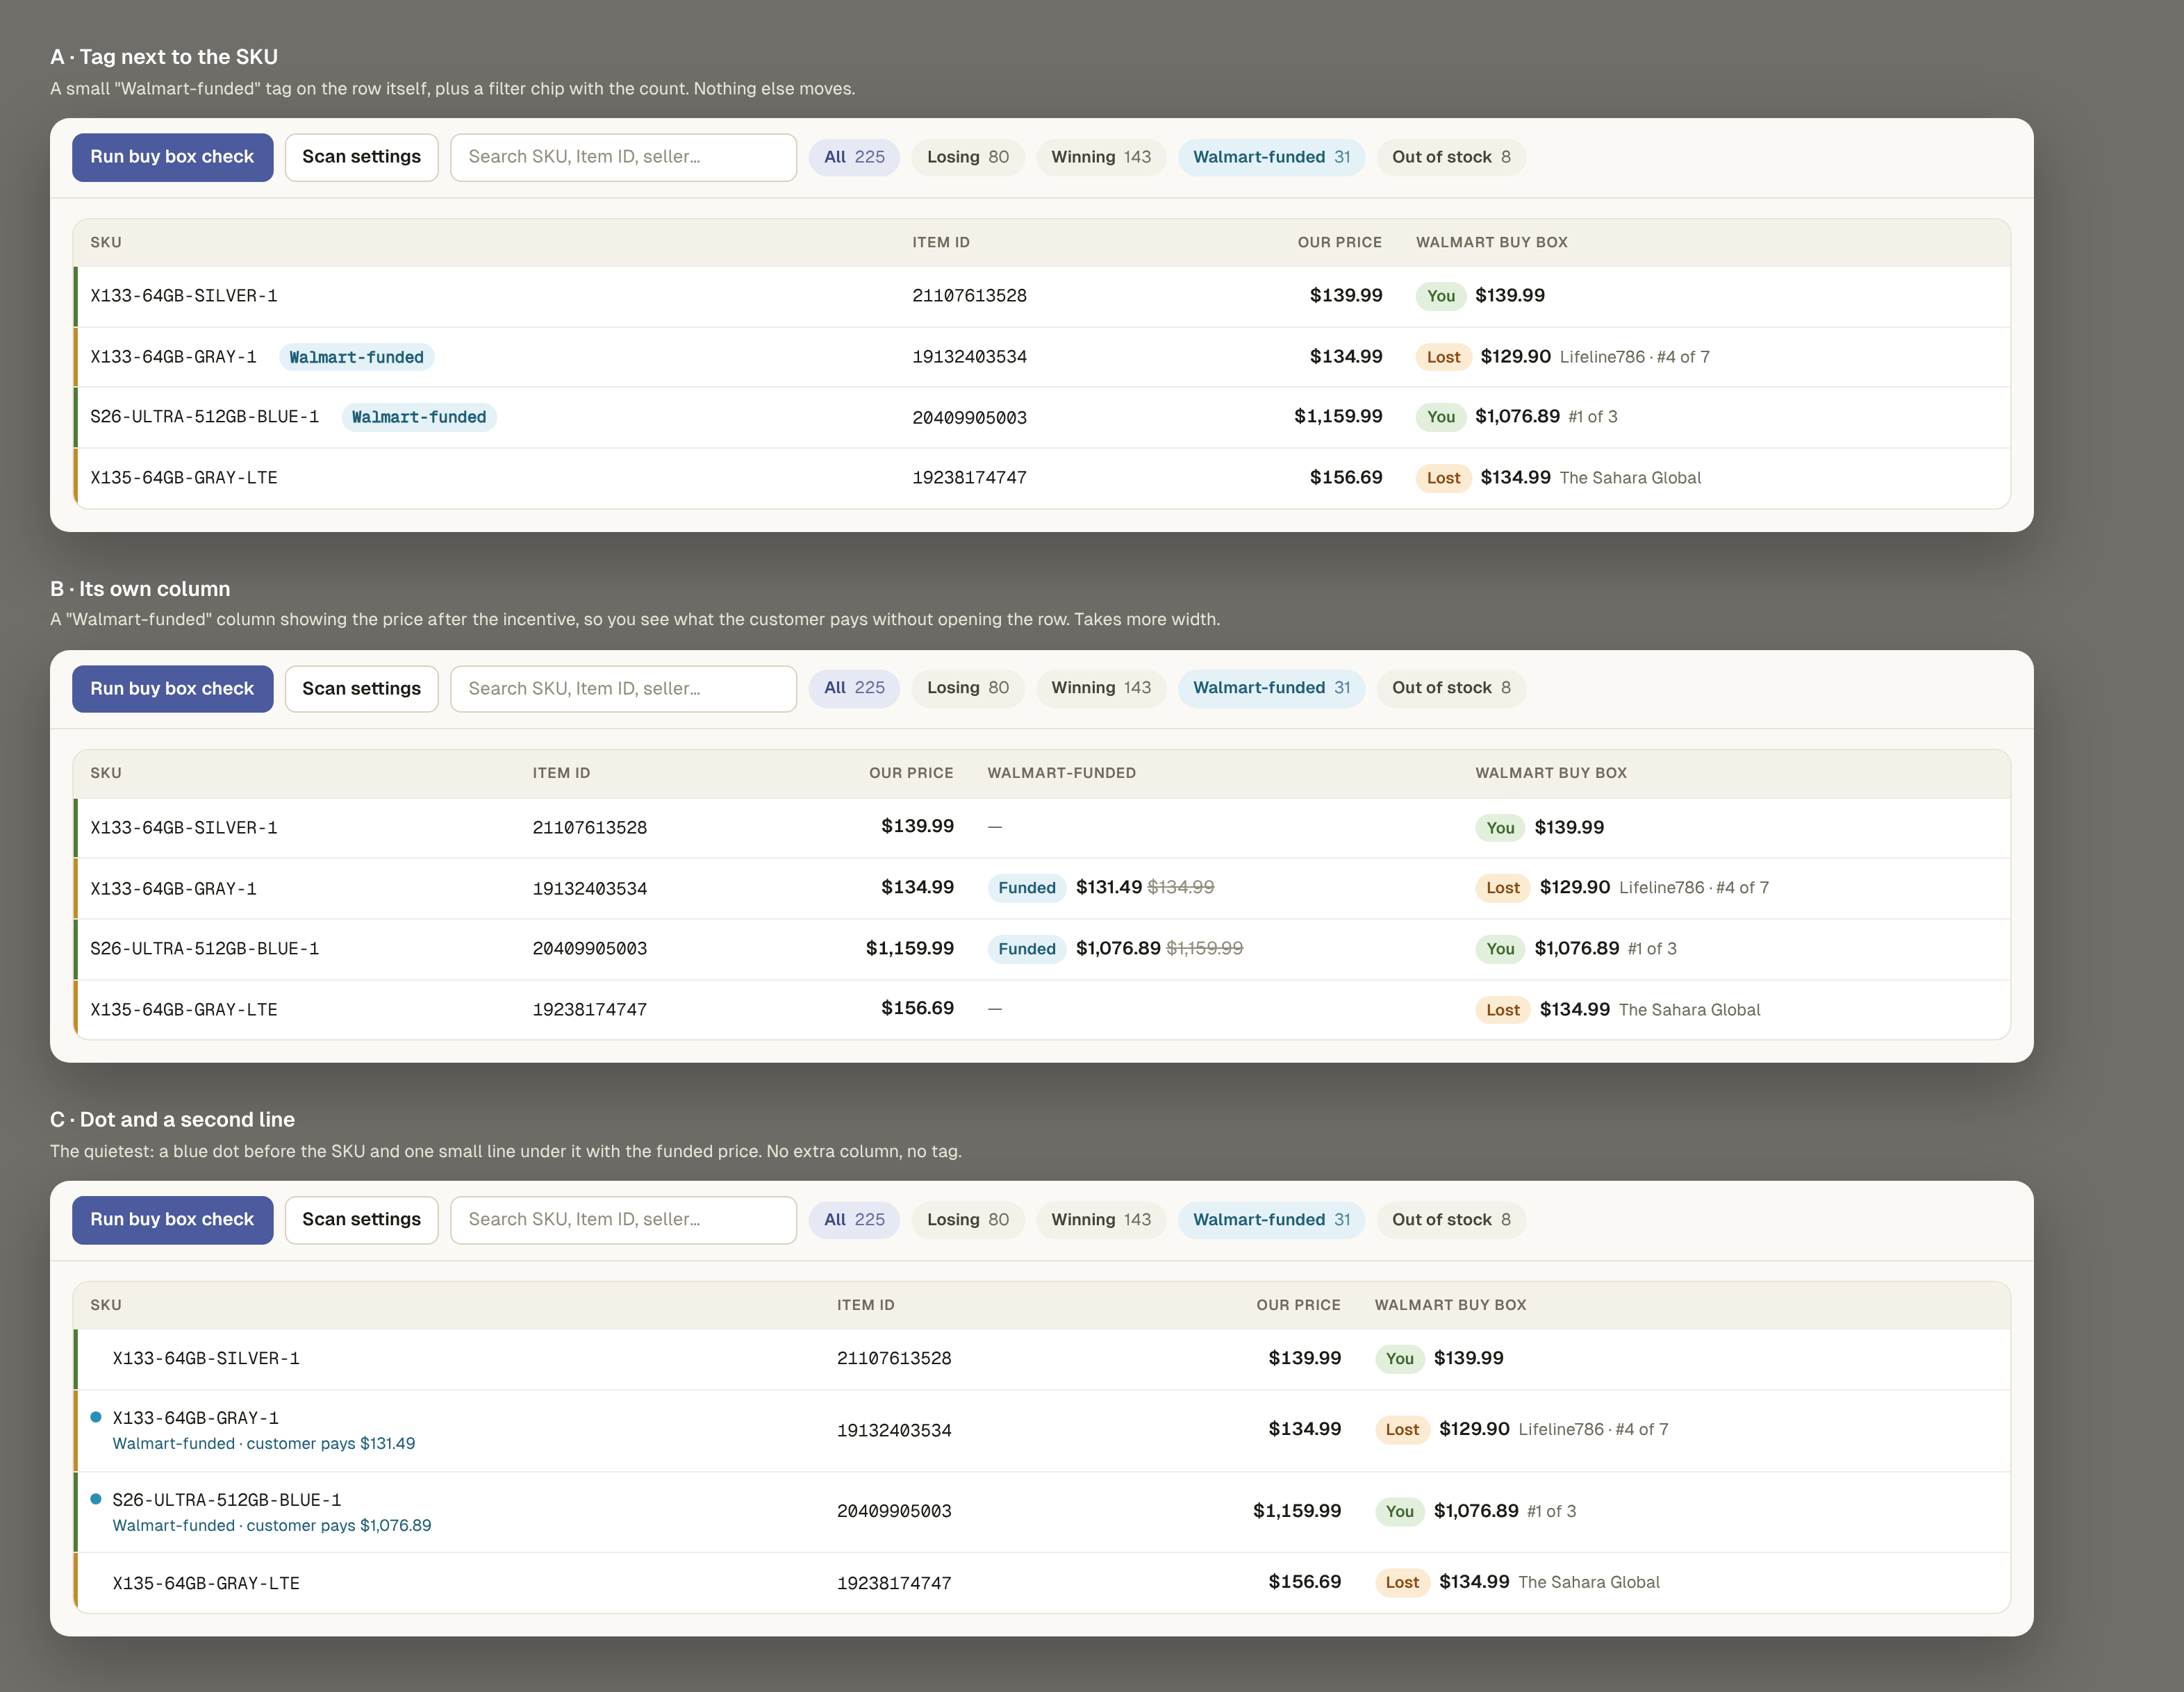 A · Tag next to the SKU
A small "Walmart-funded" tag on the row itself, plus a filter chip with the count. Nothing else moves.
Run buy box check Scan settings Search SKU, Item ID, seller... All 225 Losing 80 Winning 143 Walmart-funded 31 Out of stock 8
SKU ITEM ID OUR PRICE WALMART BUY BOX
X133-64GB-SILVER-1 21107613528 $139.99 You $139.99
X133-64GB-GRAY-1 Walmart-funded 19132403534 $134.99 Lost $129.90 Lifeline786 · #4 of 7
S26-ULTRA-512GB-BLUE-1 Walmart-funded 20409905003 $1,159.99 You $1,076.89 #1 of 3
X135-64GB-GRAY-LTE 19238174747 $156.69 Lost $134.99 The Sahara Global
B · Its own column
A "Walmart-funded" column showing the price after the incentive, so you see what the customer pays without opening the row. Takes more width.
Run buy box check Scan settings Search SKU, Item ID, seller... All 225 Losing 80 Winning 143 Walmart-funded 31 Out of stock 8
SKU ITEM ID OUR PRICE WALMART-FUNDED WALMART BUY BOX
X133-64GB-SILVER-1 21107613528 $139.99 — You $139.99
X133-64GB-GRAY-1 19132403534 $134.99 Funded $131.49 $134.99 Lost $129.90 Lifeline786 · #4 of 7
S26-ULTRA-512GB-BLUE-1 20409905003 $1,159.99 Funded $1,076.89 $1,159.99 You $1,076.89 #1 of 3
X135-64GB-GRAY-LTE 19238174747 $156.69 — Lost $134.99 The Sahara Global
C · Dot and a second line
The quietest: a blue dot before the SKU and one small line under it with the funded price. No extra column, no tag.
Run buy box check Scan settings Search SKU, Item ID, seller... All 225 Losing 80 Winning 143 Walmart-funded 31 Out of stock 8
SKU ITEM ID OUR PRICE WALMART BUY BOX
X133-64GB-SILVER-1 21107613528 $139.99 You $139.99
X133-64GB-GRAY-1 19132403534 $134.99 Lost $129.90 Lifeline786 · #4 of 7
Walmart-funded · customer pays $131.49
S26-ULTRA-512GB-BLUE-1 20409905003 $1,159.99 You $1,076.89 #1 of 3
Walmart-funded · customer pays $1,076.89
X135-64GB-GRAY-LTE 19238174747 $156.69 Lost $134.99 The Sahara Global